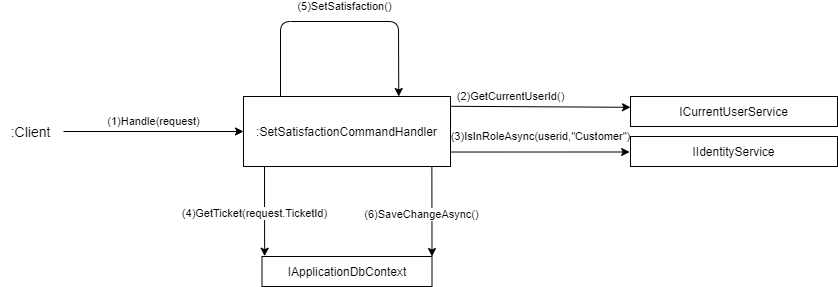 (5)SetSatisfaction()
(2)GetCurrentUserId()
ICurrentUserService
(1)Handle(request)
:Client
:SetSatisfactionCommandHandler
(3)IsInRoleAsync(userid,"Customer")
IIdentityService
(4)GetTicket(request.TicketId)
(6)SaveChangeAsync()
IApplicationDbContext